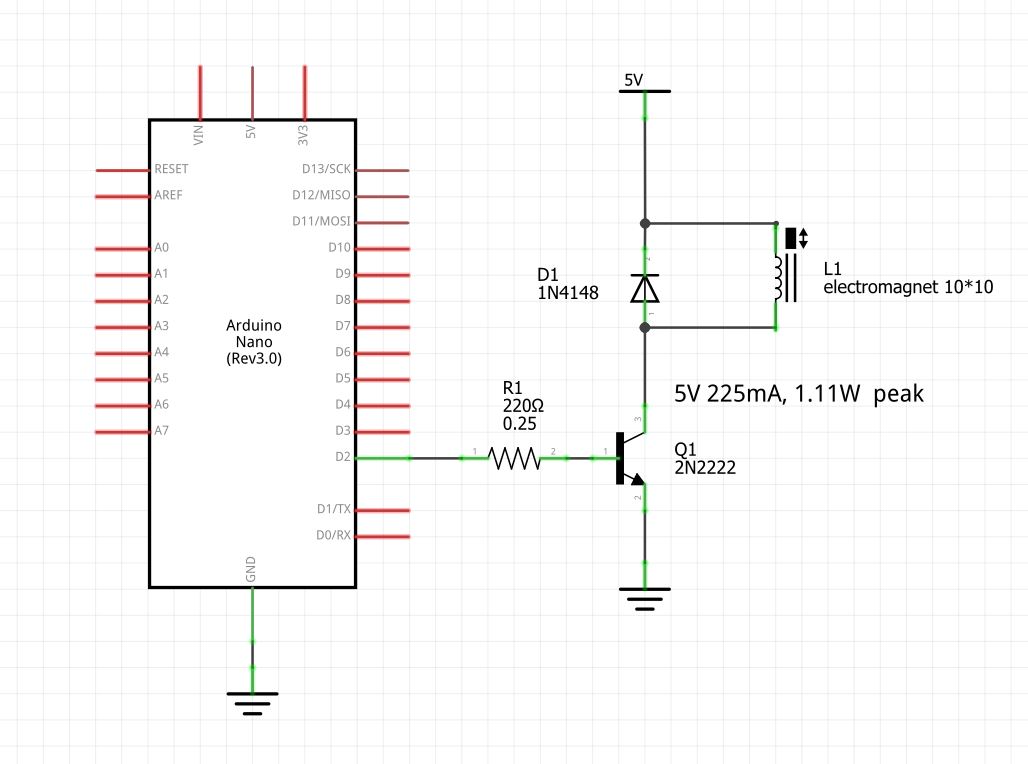 5V
VIN
5V
3V3
RESET
AREF
A0
A1
A2
A3
A4
A5
A6
A7
Arduino
Nano
(Rev3.0)
D13/SCK
D12/MISO
D11/MOSI
D10
D9
D8
D7
D6
D5
D4
D3
D2
D1/TX
D0/RX
GND
R1
220Ω
0.25
1
2
D1
1N4148
2
1
L1
electromagnet 10*10
5V 225mA, 1.11W peak
3
1
2
Q1
2N2222